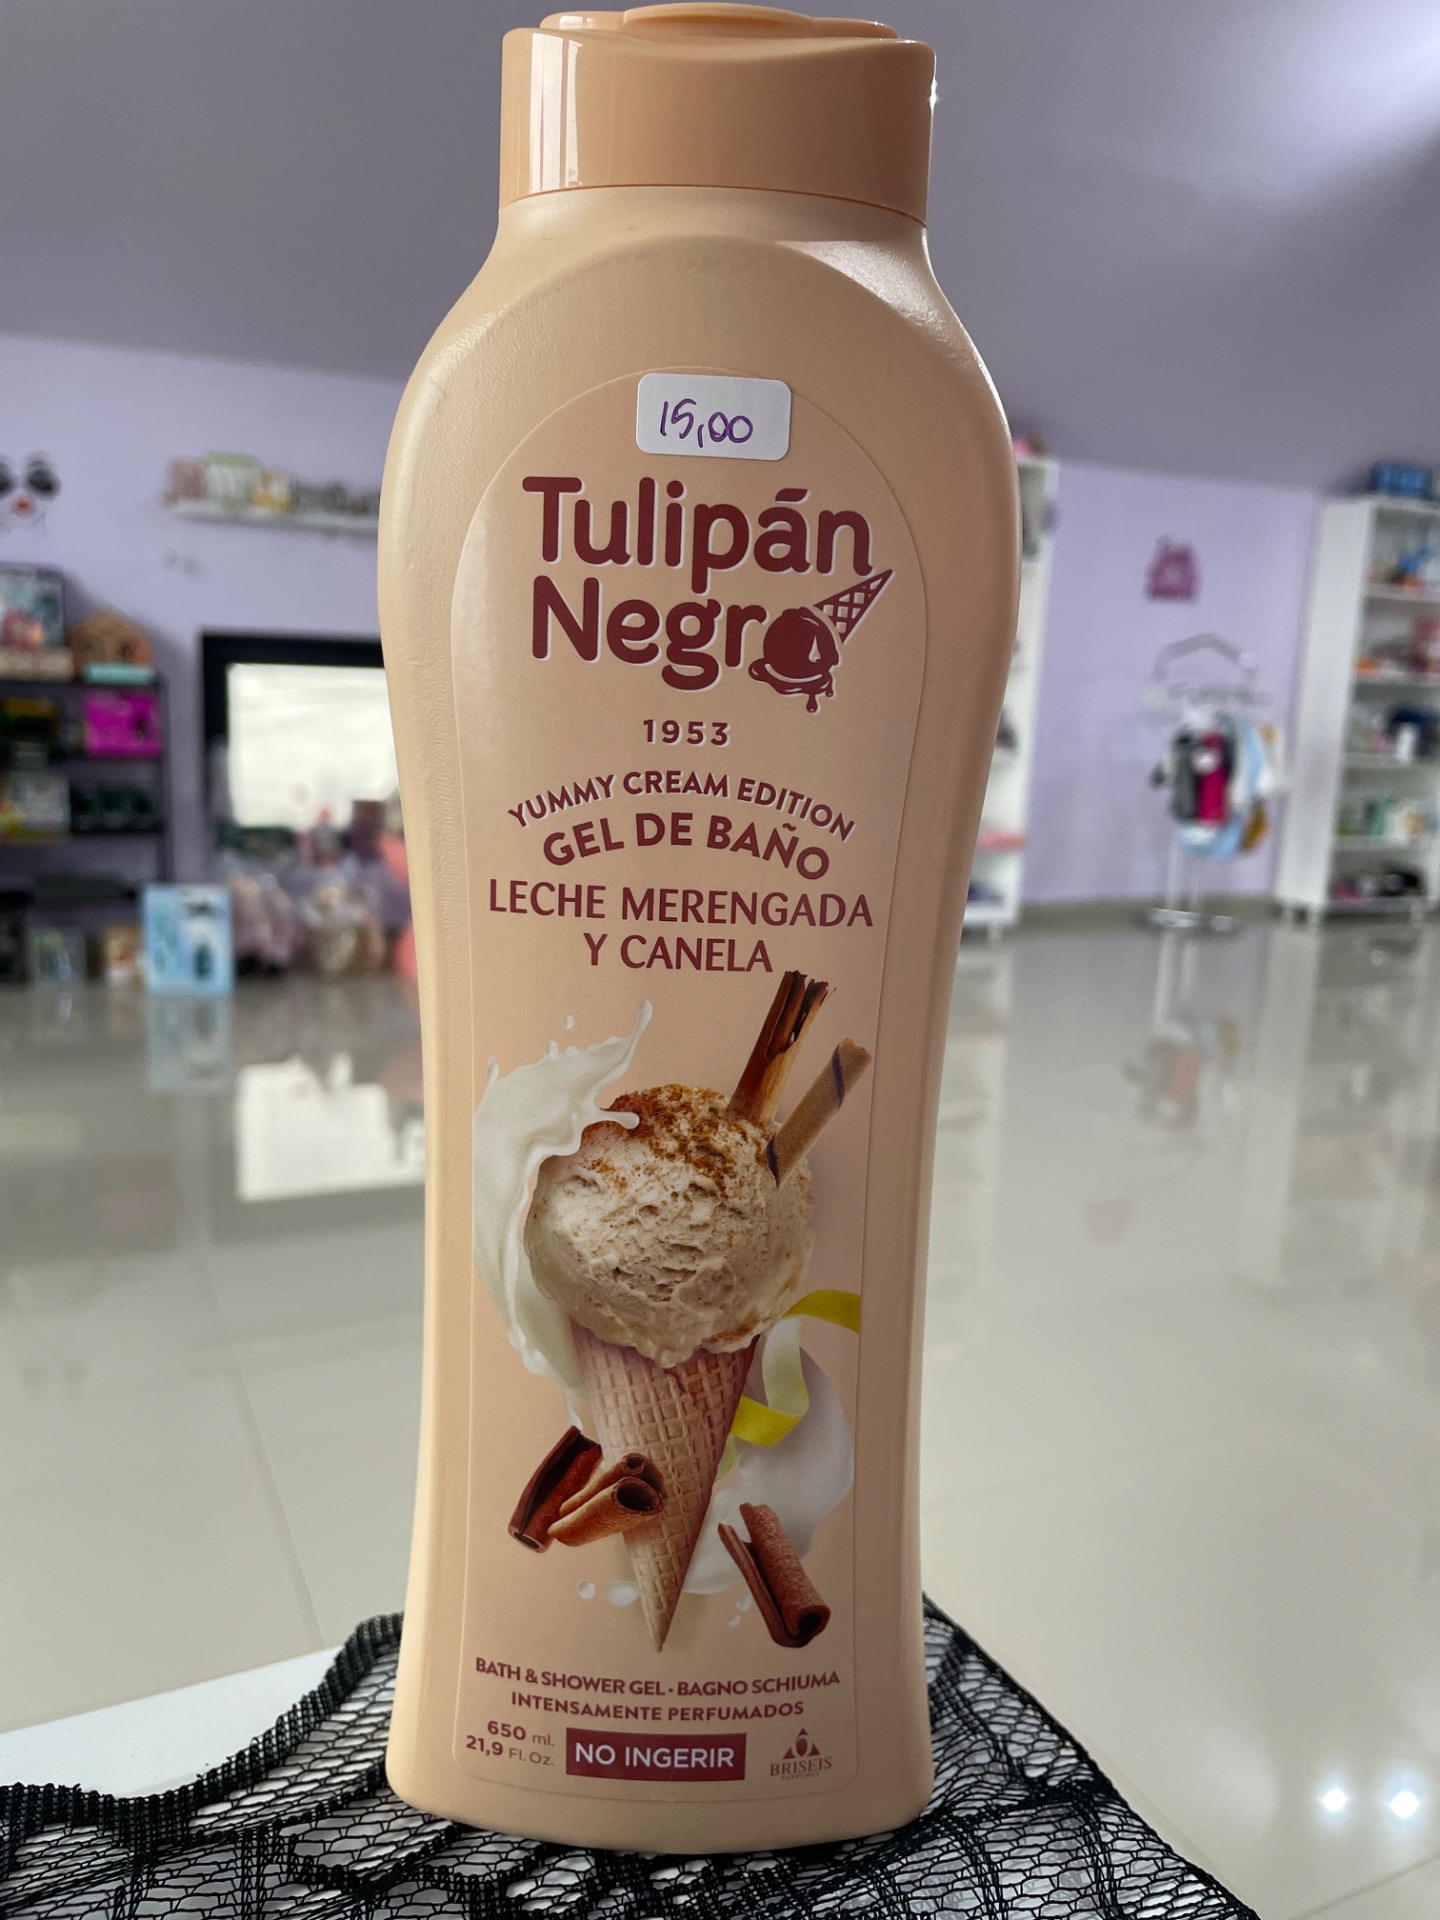 15,00
Tulipán
Negro
1953
YUMMY CREAM EDITION
GEL DE BAÑO
LECHE MERENGADA
Y CANELA
BATH & SHOWER GEL · BAGNO SCHIUMA
INTENSAMENTE PERFUMADOS
650 ml.
21,9 Fl. Oz.
NO INGERIR
BRISEIS